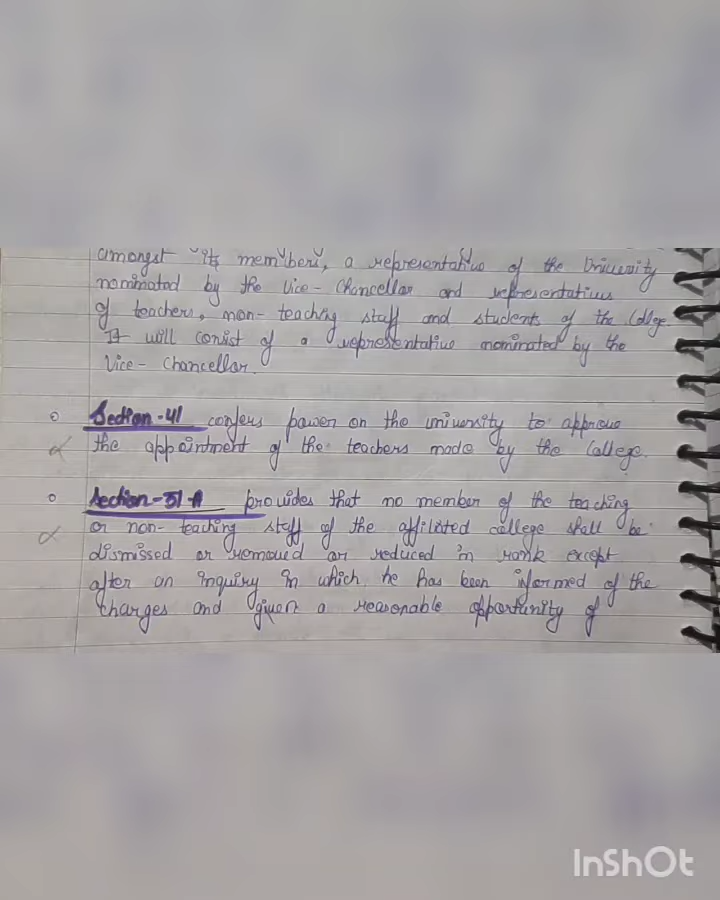 amongst its members, a representative of the University
nominated by the Vice-Chancellor and representatives
of teachers, non-teaching staff and students of the College.
It will consist of a representative nominated by the
Vice-Chancellor.
Section-41 confers power on the university to approve
the appointment of the teachers made by the College.
Section-51-A provides that no member of the teaching
or non-teaching staff of the affiliated college shall be
dismissed or removed or reduced in rank except
after an inquiry in which he has been informed of the
charges and given a reasonable opportunity of
InShOt